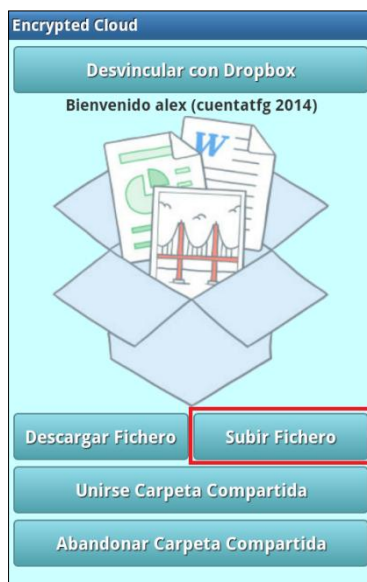 Encrypted Cloud
Desvincular con Dropbox
Bienvenido alex (cuentatfg 2014)
W
Descargar Fichero
Subir Fichero
Unirse Carpeta Compartida
Abandonar Carpeta Compartida